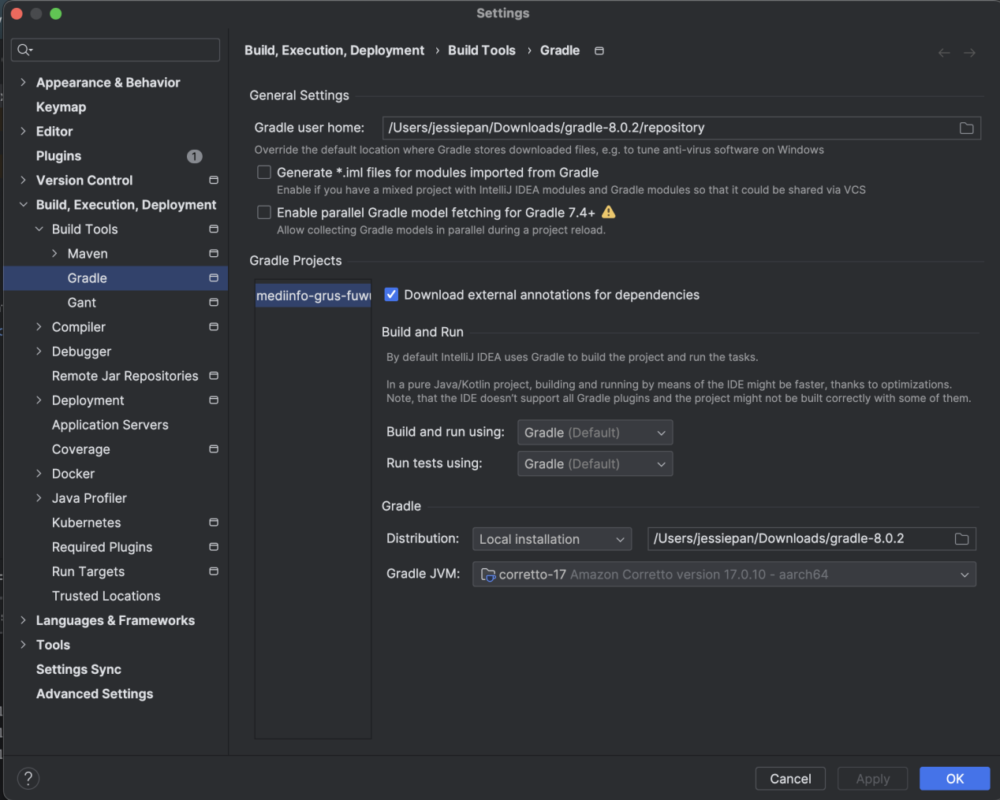 Settings
Appearance & Behavior
Keymap
Editor
Plugins
1
Version Control
Build, Execution, Deployment
Build Tools
Maven
Gradle
Gant
Compiler
Debugger
Remote Jar Repositories
Deployment
Application Servers
Coverage
Docker
Java Profiler
Kubernetes
Required Plugins
Run Targets
Trusted Locations
Languages & Frameworks
Tools
Settings Sync
Advanced Settings
Build, Execution, Deployment › Build Tools › Gradle
General Settings
Gradle user home: /Users/jessiepan/Downloads/gradle-8.0.2/repository
Override the default location where Gradle stores downloaded files, e.g. to tune anti-virus software on Windows
Generate *.iml files for modules imported from Gradle
Enable if you have a mixed project with IntelliJ IDEA modules and Gradle modules so that it could be shared via VCS
Enable parallel Gradle model fetching for Gradle 7.4+
Allow collecting Gradle models in parallel during a project reload.
Gradle Projects
mediinfo-grus-fuwu
Download external annotations for dependencies
Build and Run
By default IntelliJ IDEA uses Gradle to build the project and run the tasks.
In a pure Java/Kotlin project, building and running by means of the IDE might be faster, thanks to optimizations.
Note, that the IDE doesn't support all Gradle plugins and the project might not be built correctly with some of them.
Build and run using: Gradle (Default)
Run tests using: Gradle (Default)
Gradle
Distribution: Local installation /Users/jessiepan/Downloads/gradle-8.0.2
Gradle JVM: corretto-17 Amazon Corretto version 17.0.10 - aarch64
?
Cancel
Apply
OK